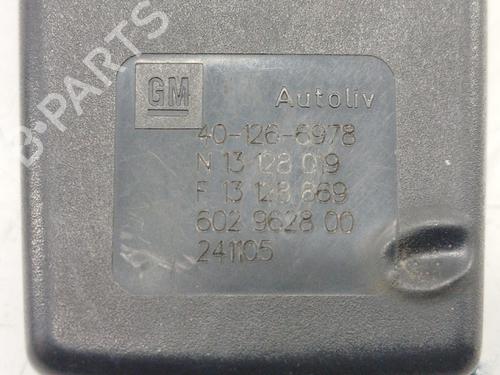 B-PARTS
GM Autoliv
40-126-6978
N 13 128 019
F 13 128 869
602 9628 00
241105